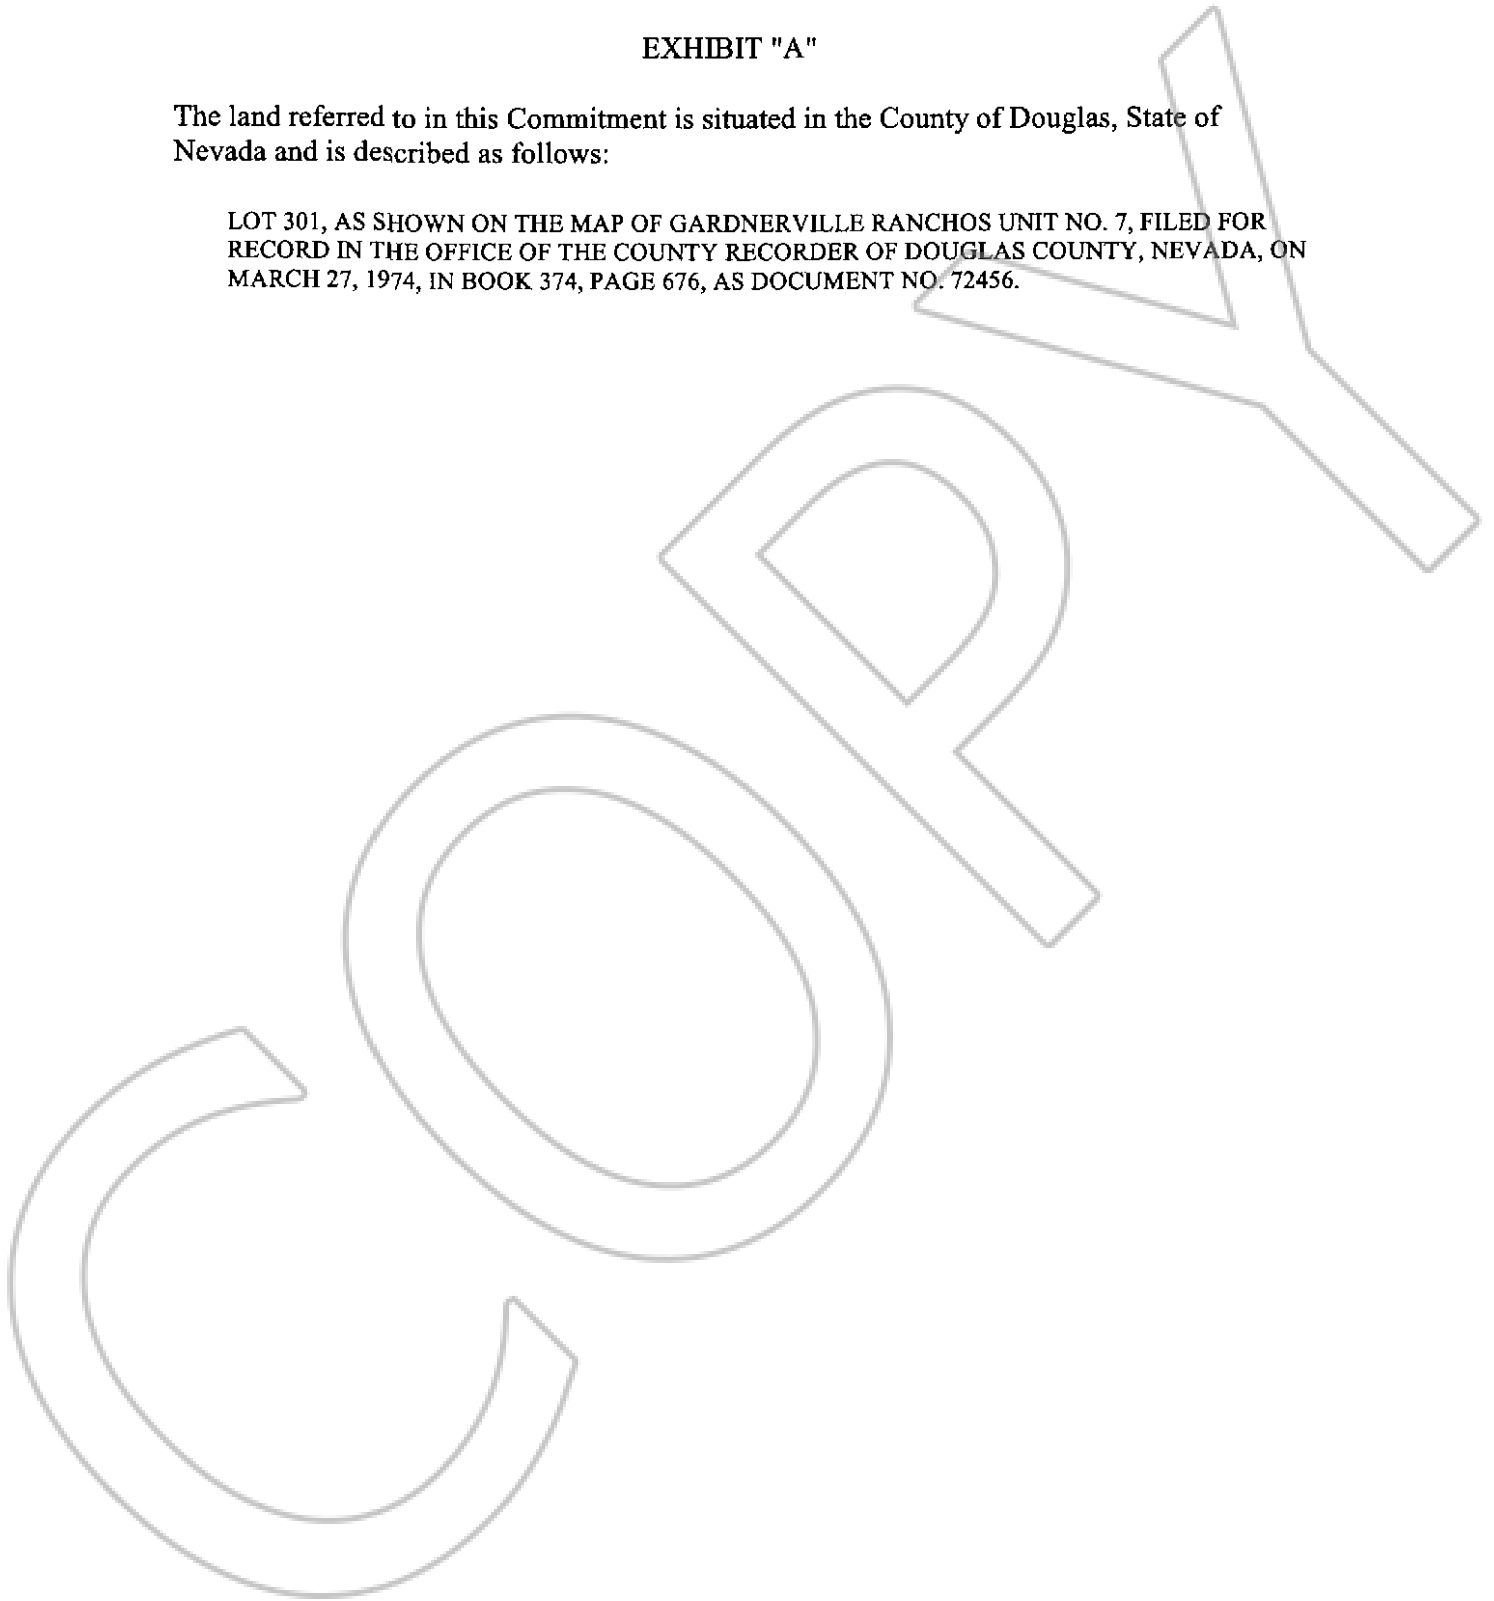 EXHIBIT "A"
The land referred to in this Commitment is situated in the County of Douglas, State of
Nevada and is described as follows:
LOT 301, AS SHOWN ON THE MAP OF GARDNERVILLE RANCHOS UNIT NO. 7, FILED FOR
RECORD IN THE OFFICE OF THE COUNTY RECORDER OF DOUGLAS COUNTY, NEVADA, ON
MARCH 27, 1974, IN BOOK 374, PAGE 676, AS DOCUMENT NO. 72456.
COPY